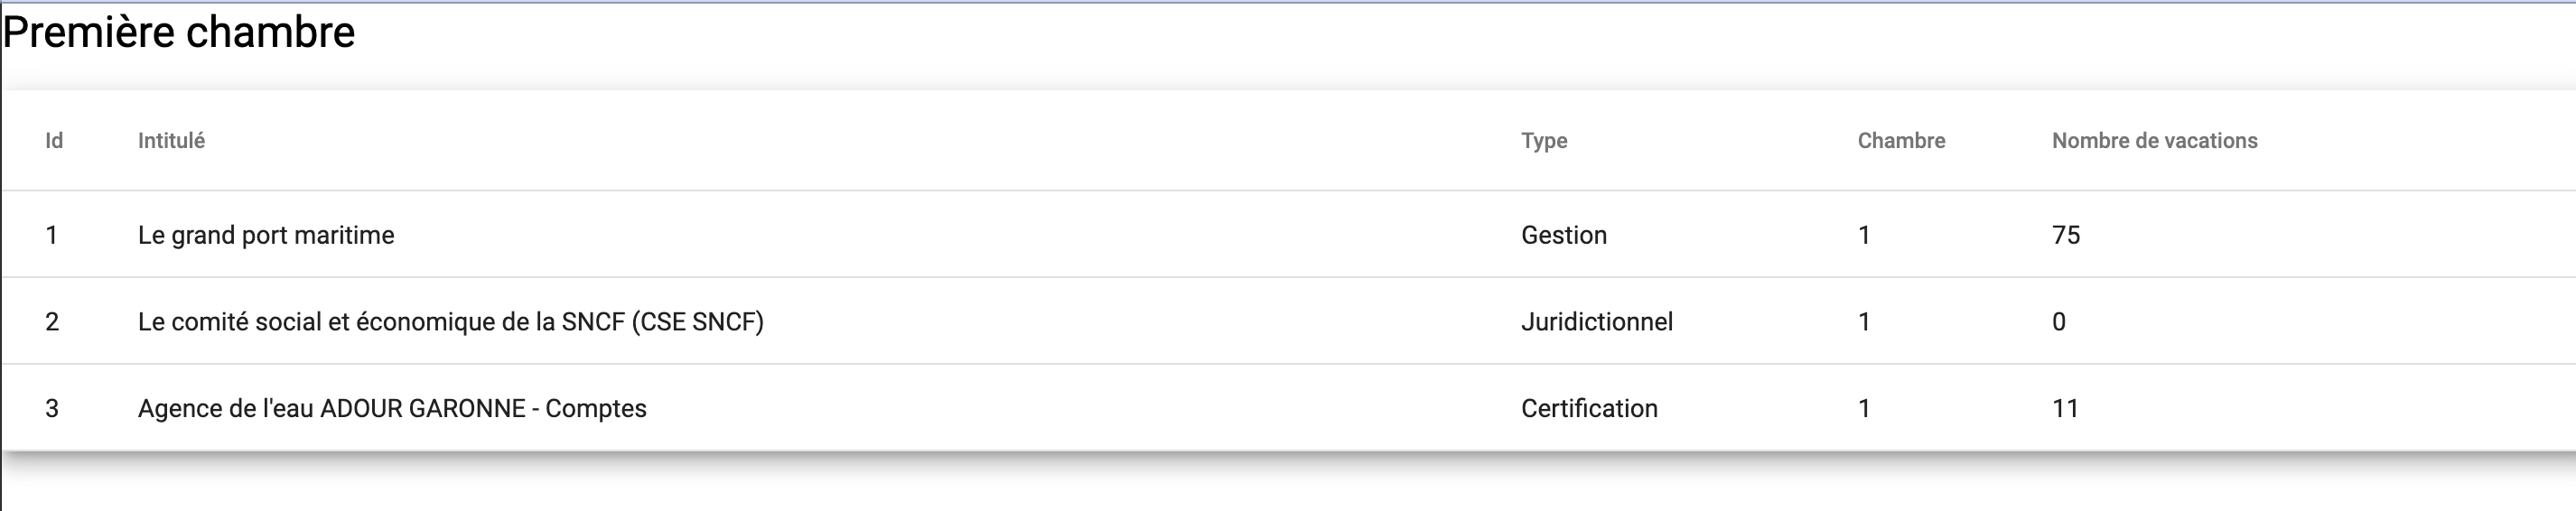 Première chambre
Id Intitulé Type Chambre Nombre de vacations
1 Le grand port maritime Gestion 1 75
2 Le comité social et économique de la SNCF (CSE SNCF) Juridictionnel 1 0
3 Agence de l'eau ADOUR GARONNE - Comptes Certification 1 11